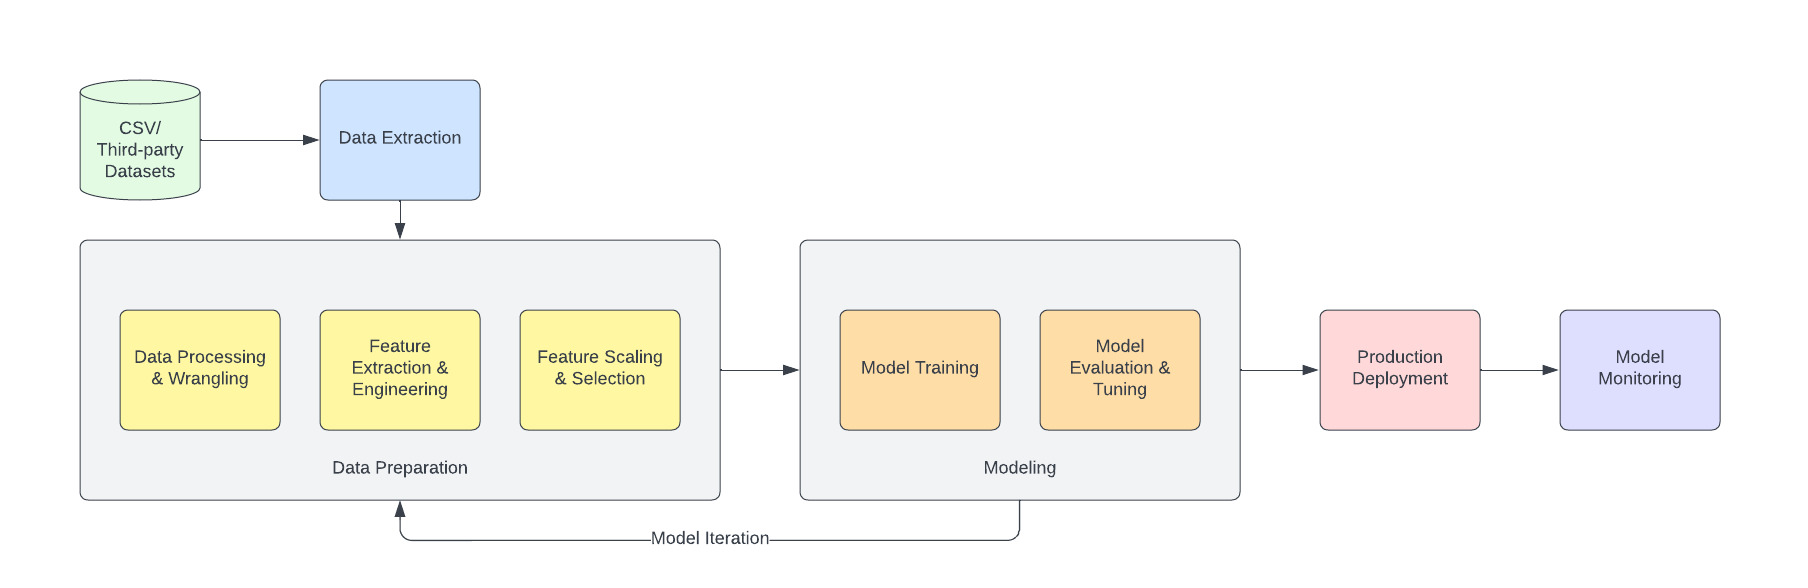 CSV/
Third-party
Datasets
Data Extraction
Data Processing
& Wrangling
Feature
Extraction &
Engineering
Feature Scaling
& Selection
Data Preparation
Model Training
Model
Evaluation &
Tuning
Modeling
Production
Deployment
Model
Monitoring
Model Iteration